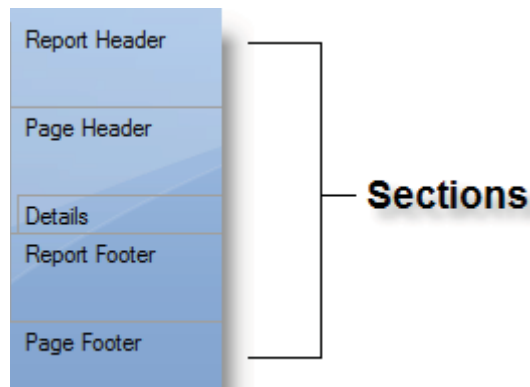 Report Header
Page Header
Sections
Details
Report Footer
Page Footer